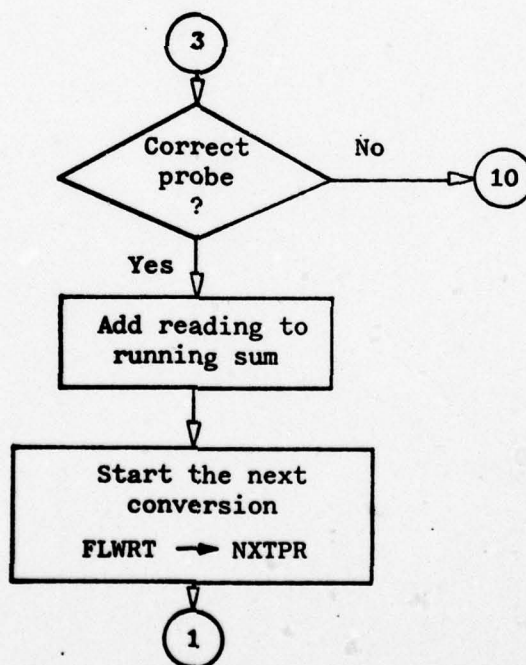 3
Correct
probe
?
No
10
Yes
Add reading to
running sum
Start the next
conversion
FLWRT → NXTPR
1